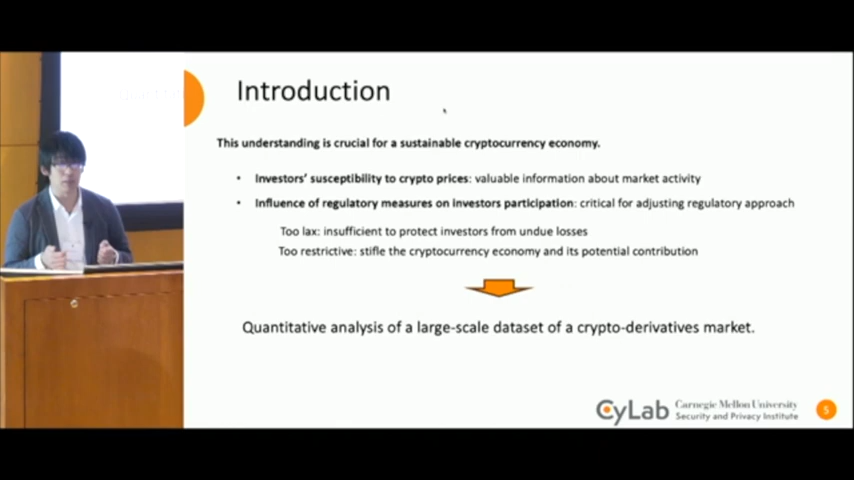 Introduction
This understanding is crucial for a sustainable cryptocurrency economy.
• Investors' susceptibility to crypto prices: valuable information about market activity
• Influence of regulatory measures on investors participation: critical for adjusting regulatory approach
Too lax: insufficient to protect investors from undue losses
Too restrictive: stifle the cryptocurrency economy and its potential contribution
Quantitative analysis of a large-scale dataset of a crypto-derivatives market.
CyLab Carnegie Mellon University
Security and Privacy Institute
5